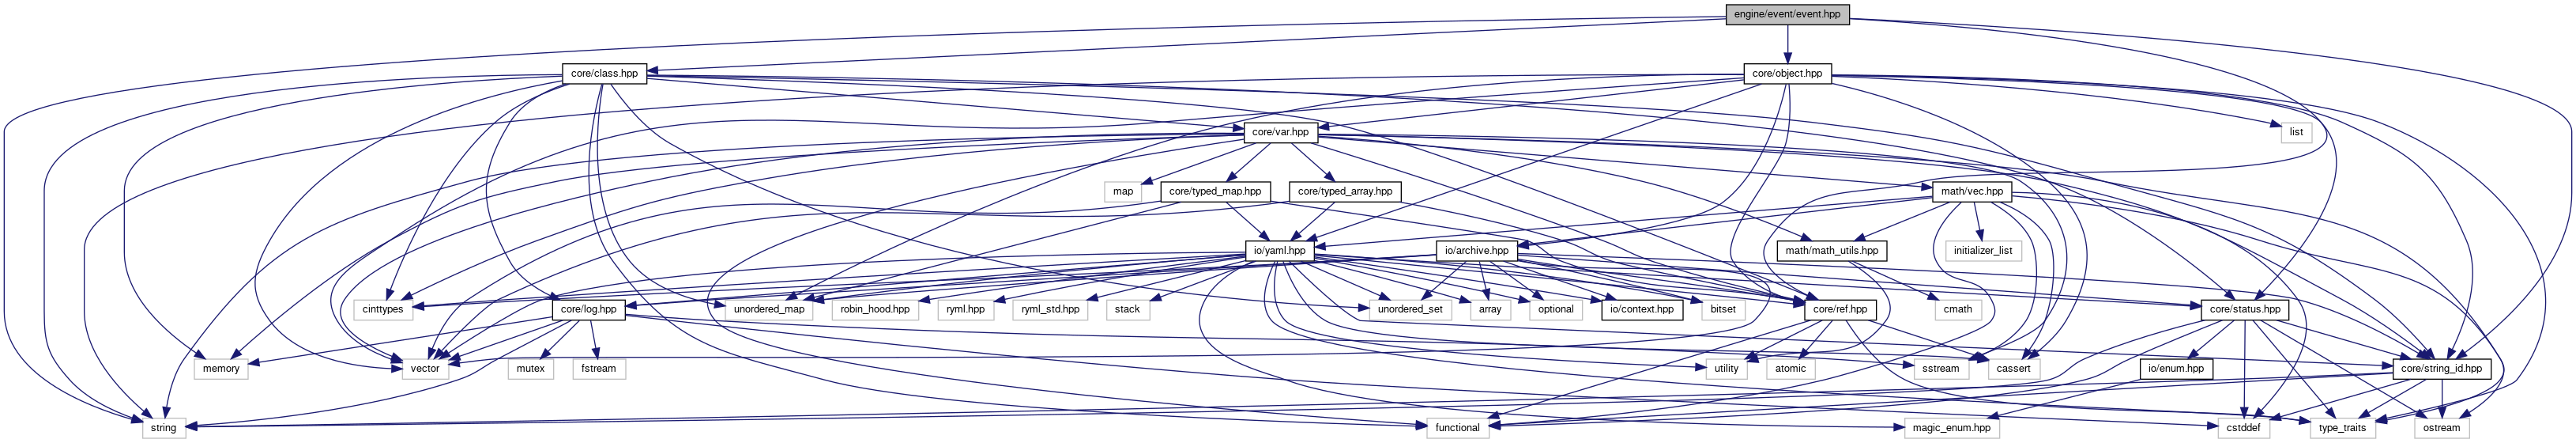 engine/event/event.hpp
core/class.hpp
core/object.hpp
core/var.hpp
list
map
core/typed_map.hpp
core/typed_array.hpp
math/vec.hpp
io/yaml.hpp
io/archive.hpp
math/math_utils.hpp
initializer_list
cinttypes
core/log.hpp
unordered_map
robin_hood.hpp
ryml.hpp
ryml_std.hpp
stack
unordered_set
array
optional
io/context.hpp
bitset
core/ref.hpp
cmath
core/status.hpp
memory
vector
mutex
fstream
utility
atomic
sstream
cassert
io/enum.hpp
core/string_id.hpp
string
functional
magic_enum.hpp
cstddef
type_traits
ostream